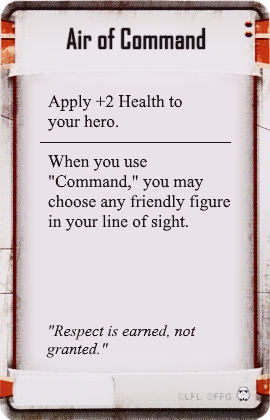 Air of Command
Apply +2 Health to
your hero.
When you use
"Command," you may
choose any friendly figure
in your line of sight.
"Respect is earned, not
granted."
©LFL ©FFG